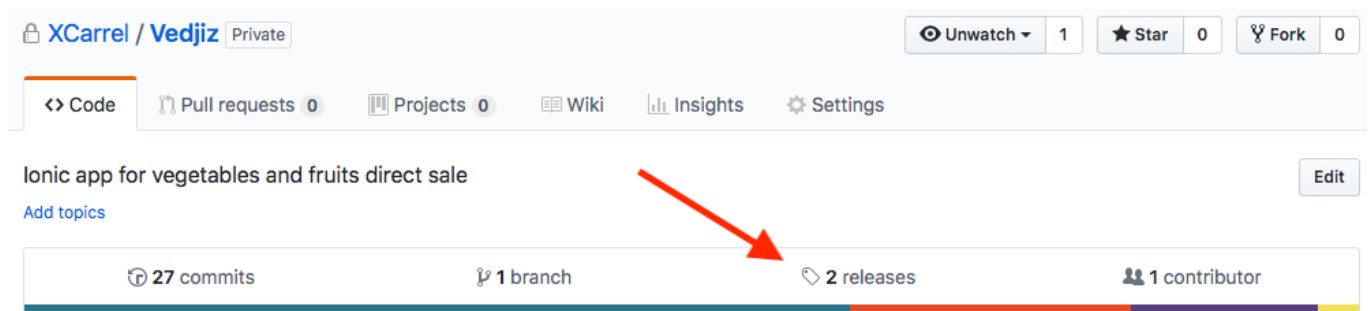 XCarrel / Vedjiz Private Unwatch 1 Star 0 Fork 0
Code Pull requests 0 Projects 0 Wiki Insights Settings
Ionic app for vegetables and fruits direct sale Edit
Add topics
27 commits 1 branch 2 releases 1 contributor